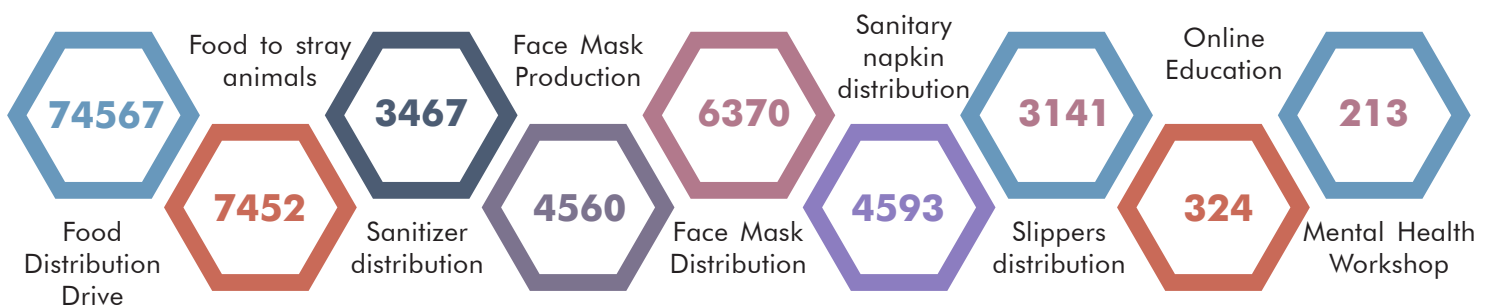 74567
Food
Distribution
Drive
Food to stray
animals
7452
3467
Sanitizer
distribution
Face Mask
Production
4560
6370
Face Mask
Distribution
Sanitary
napkin
distribution
4593
3141
Slippers
distribution
Online
Education
324
213
Mental Health
Workshop